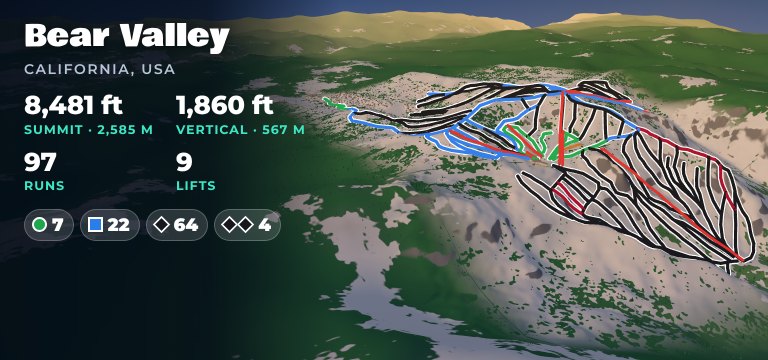 Bear Valley
CALIFORNIA, USA
8,481 ft 1,860 ft
SUMMIT · 2,585 M VERTICAL · 567 M
97 9
RUNS LIFTS
7 22 64 4